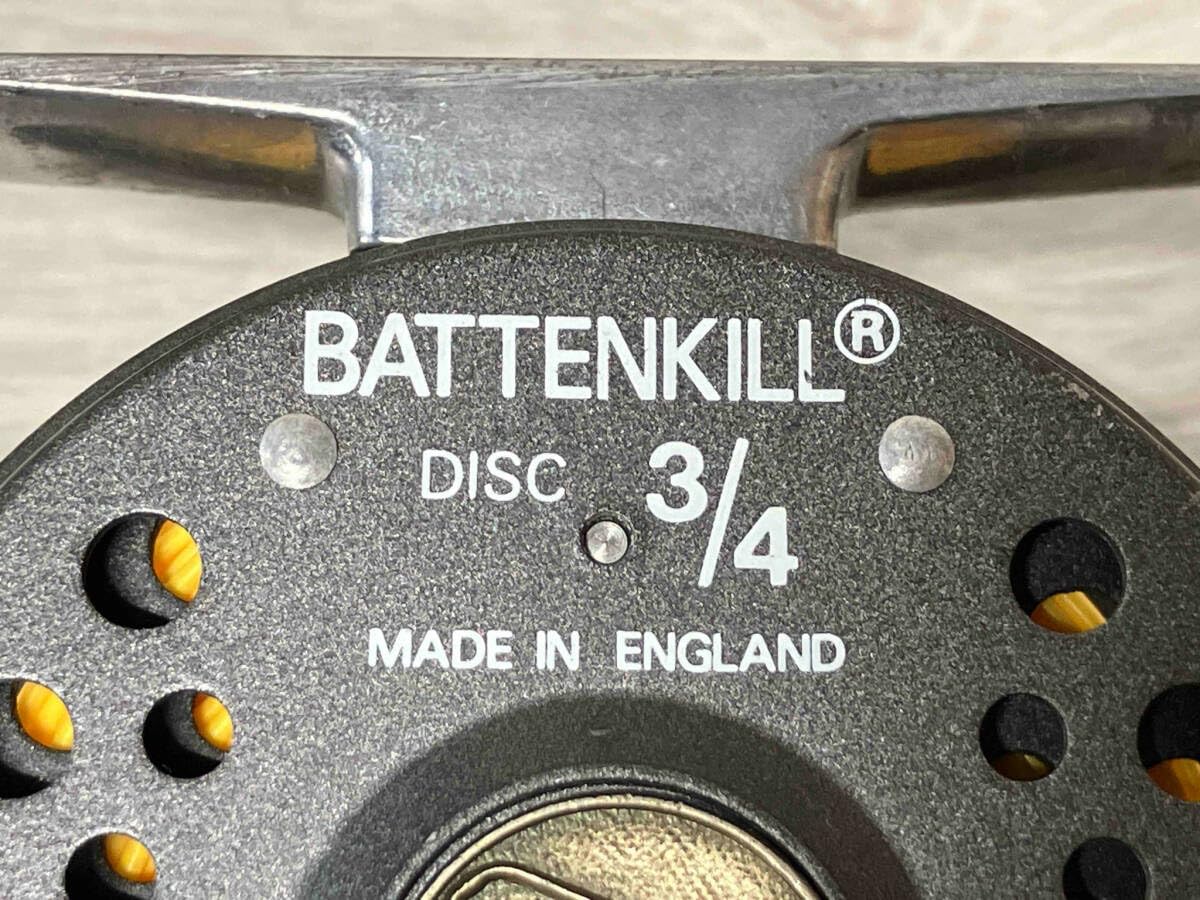 BATTENKILL®
DISC 3/4
MADE IN ENGLAND